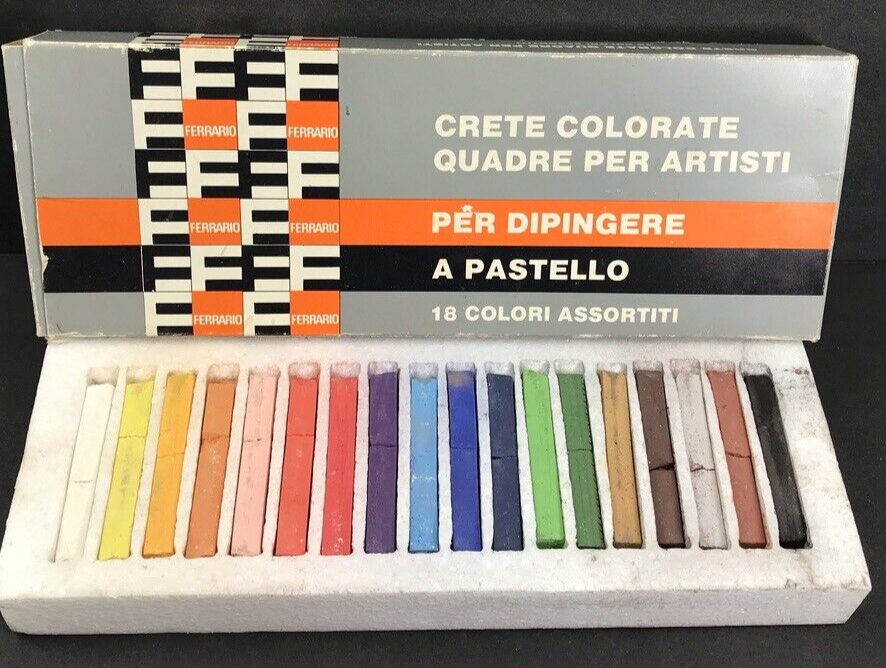 FERRARIO FERRARIO
FERRARIO FERRARIO
FERRARIO FERRARIO
CRETE COLORATE
QUADRE PER ARTISTI
PER DIPINGERE
A PASTELLO
18 COLORI ASSORTITI